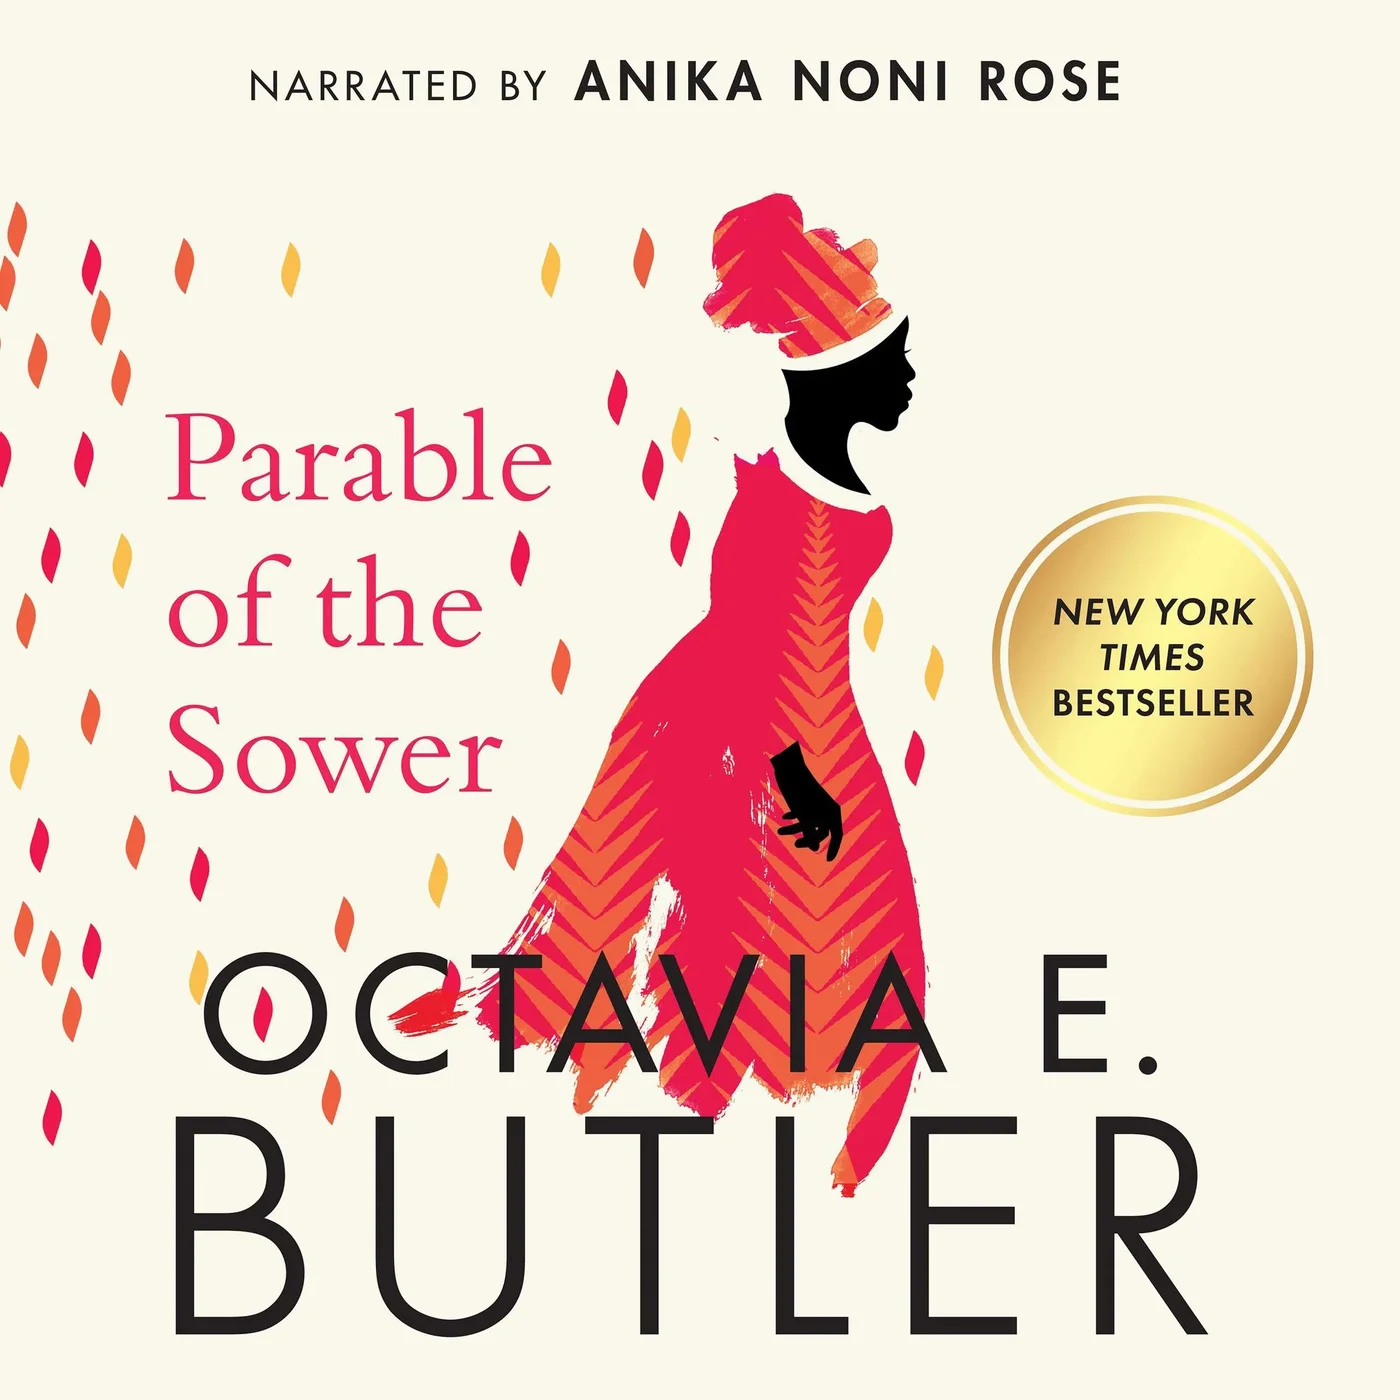 NARRATED BY ANIKA NONI ROSE
Parable
of the
Sower
NEW YORK
TIMES
BESTSELLER
OCTAVIA E.
BUTLER